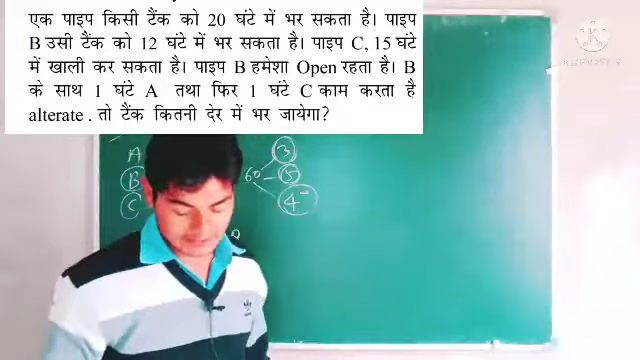 एक पाइप किसी टैंक को 20 घंटे में भर सकता है। पाइप
B उसी टैंक को 12 घंटे में भर सकता है। पाइप C, 15 घंटे
में खाली कर सकता है। पाइप B हमेशा Open रहता है। B
के साथ 1 घंटे A तथा फिर 1 घंटे C काम करता है
alterate . तो टैंक कितनी देर में भर जायेगा?
A 3
B 60 5
C 4-